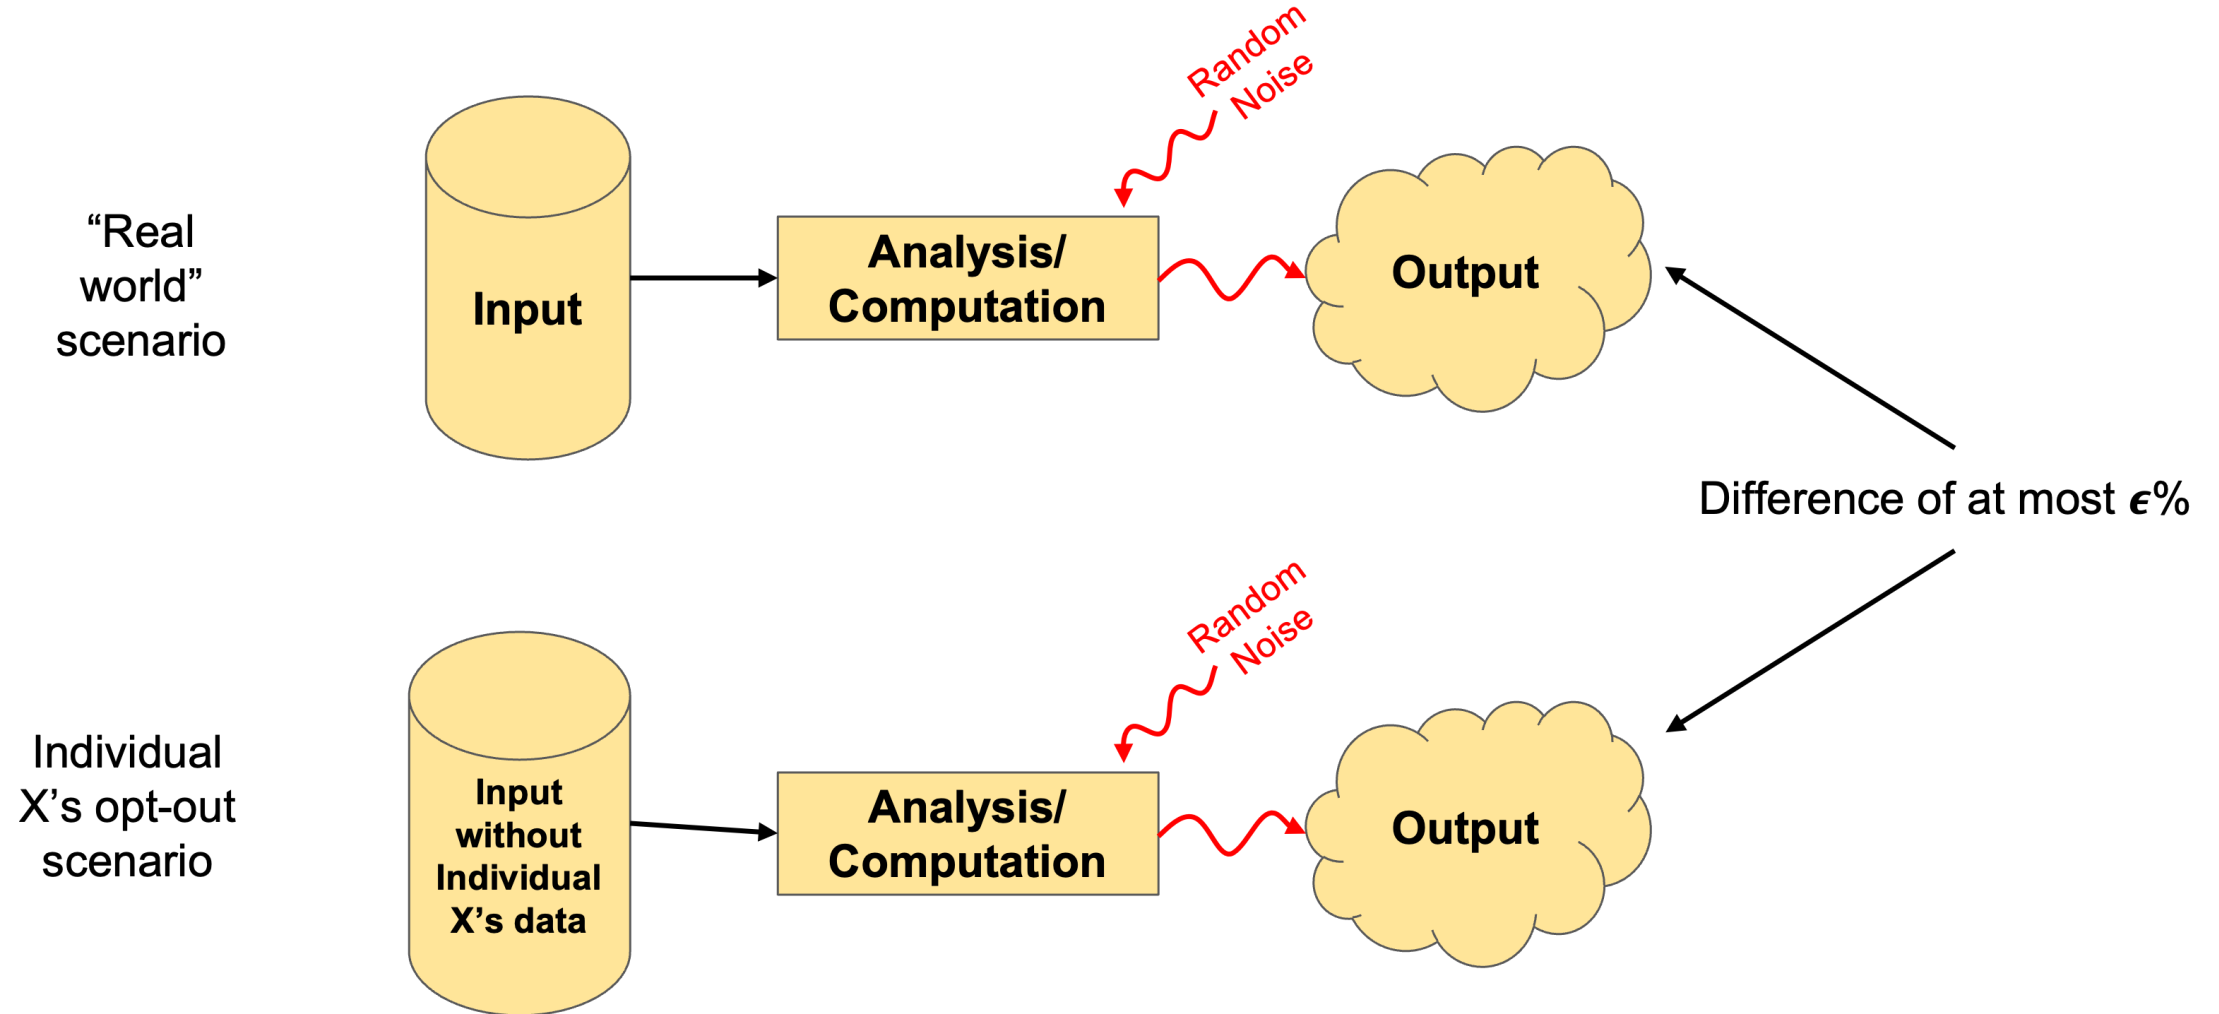 Random
Noise
“Real
world”
scenario
Input
Analysis/
Computation
Output
Difference of at most ϵ%
Random
Noise
Individual
X’s opt-out
scenario
Input
without
Individual
X’s data
Analysis/
Computation
Output